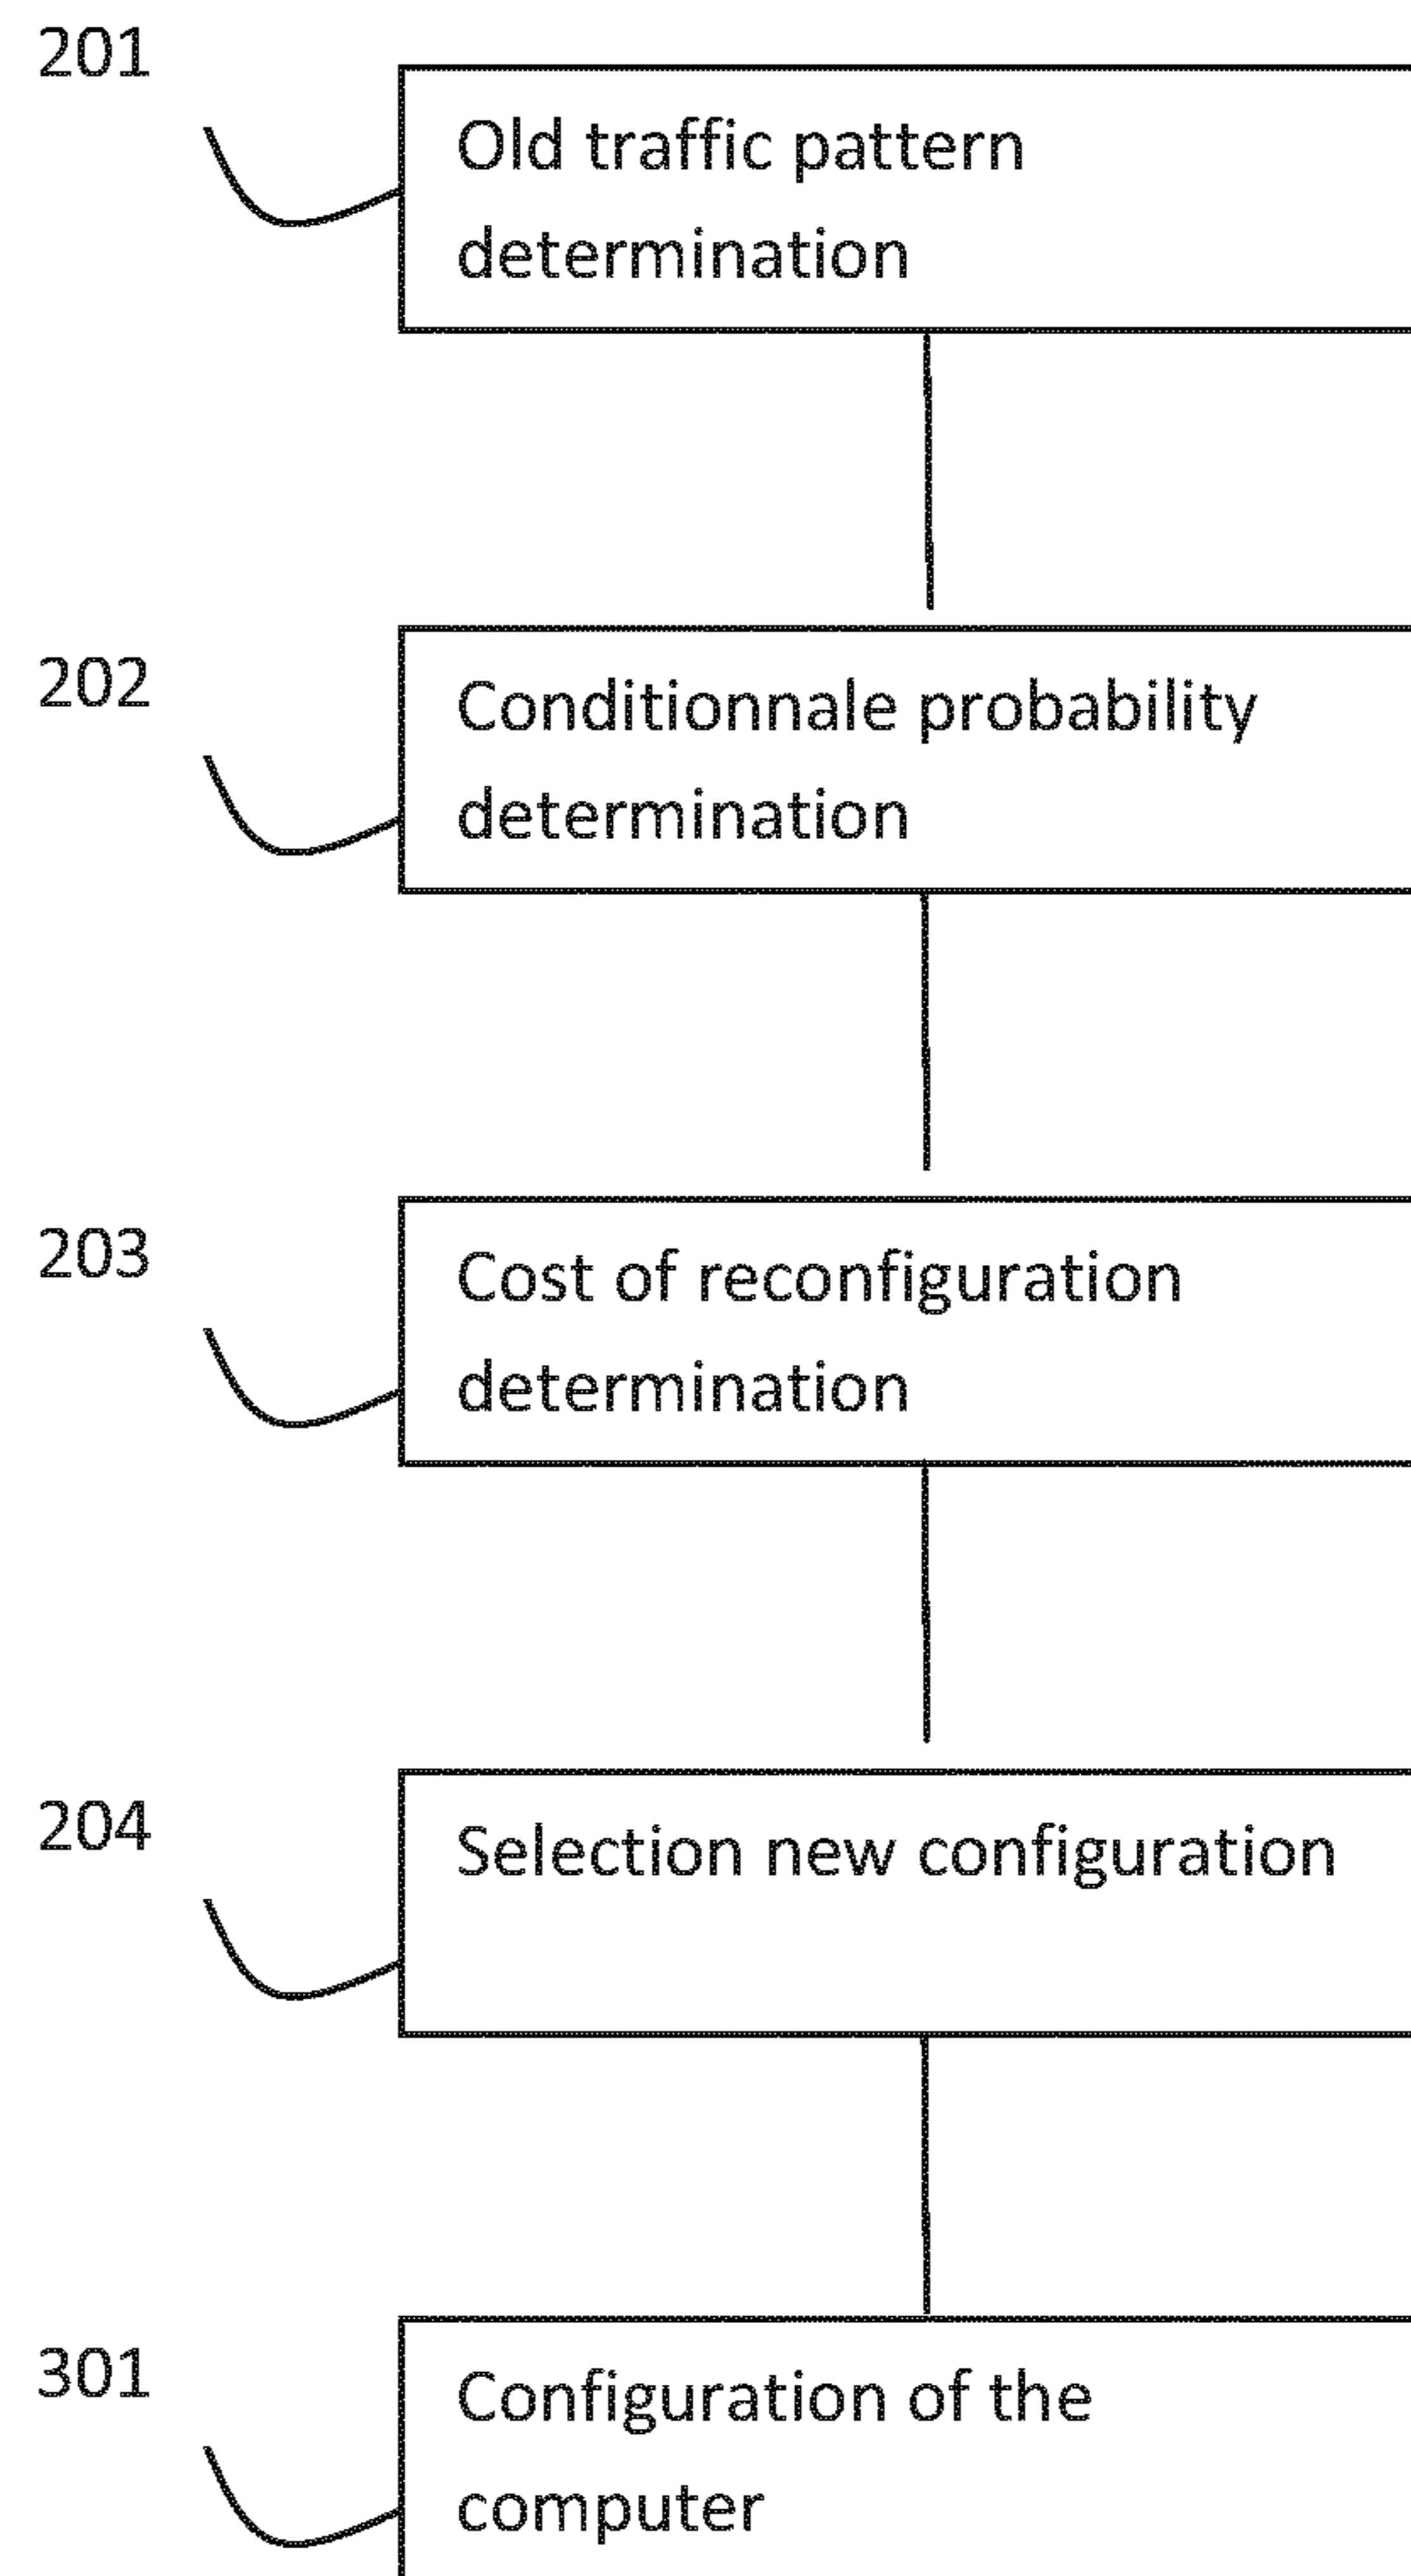 201
Old traffic pattern
determination
202
Conditionnale probability
determination
203
Cost of reconfiguration
determination
204
Selection new configuration
301
Configuration of the
computer